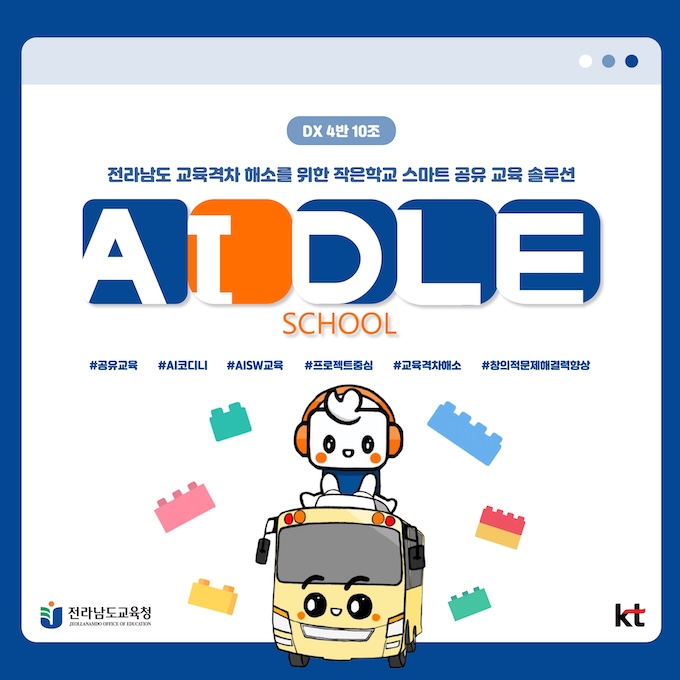 DX 4반 10조
전라남도 교육격차 해소를 위한 작은학교 스마트 공유 교육 솔루션
AIDLE
SCHOOL
#공유교육 #AI코디니 #AISW교육 #프로젝트중심 #교육격차해소 #창의적문제해결력향상
전라남도교육청
JEOLLANAMDO OFFICE OF EDUCATION
kt